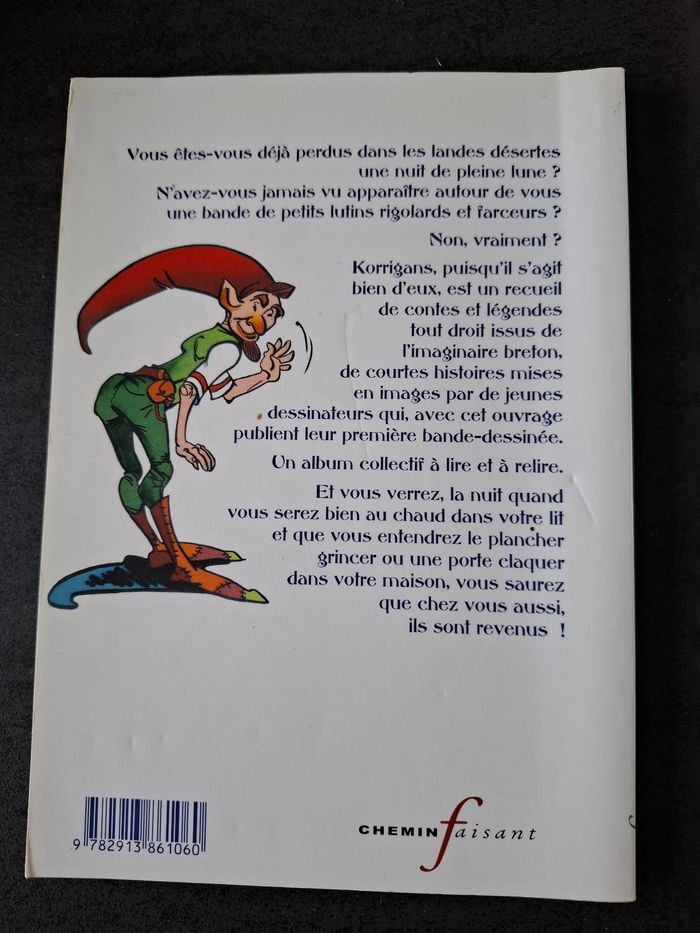 Vous êtes-vous déjà perdus dans les landes désertes
une nuit de pleine lune ?
N'avez-vous jamais vu apparaître autour de vous
une bande de petits lutins rigolards et farceurs ?
Non, vraiment ?
Korrigans, puisqu'il s'agit
bien d'eux, est un recueil
de contes et légendes
tout droit issus de
l'imaginaire breton,
de courtes histoires mises
en images par de jeunes
dessinateurs qui, avec cet ouvrage
publient leur première bande-dessinée.
Un album collectif à lire et à relire.
Et vous verrez, la nuit quand
vous serez bien au chaud dans votre lit
et que vous entendrez le plancher
grincer ou une porte claquer
dans votre maison, vous saurez
que chez vous aussi,
ils sont revenus !
9 782913 861060
CHEMIN faisant